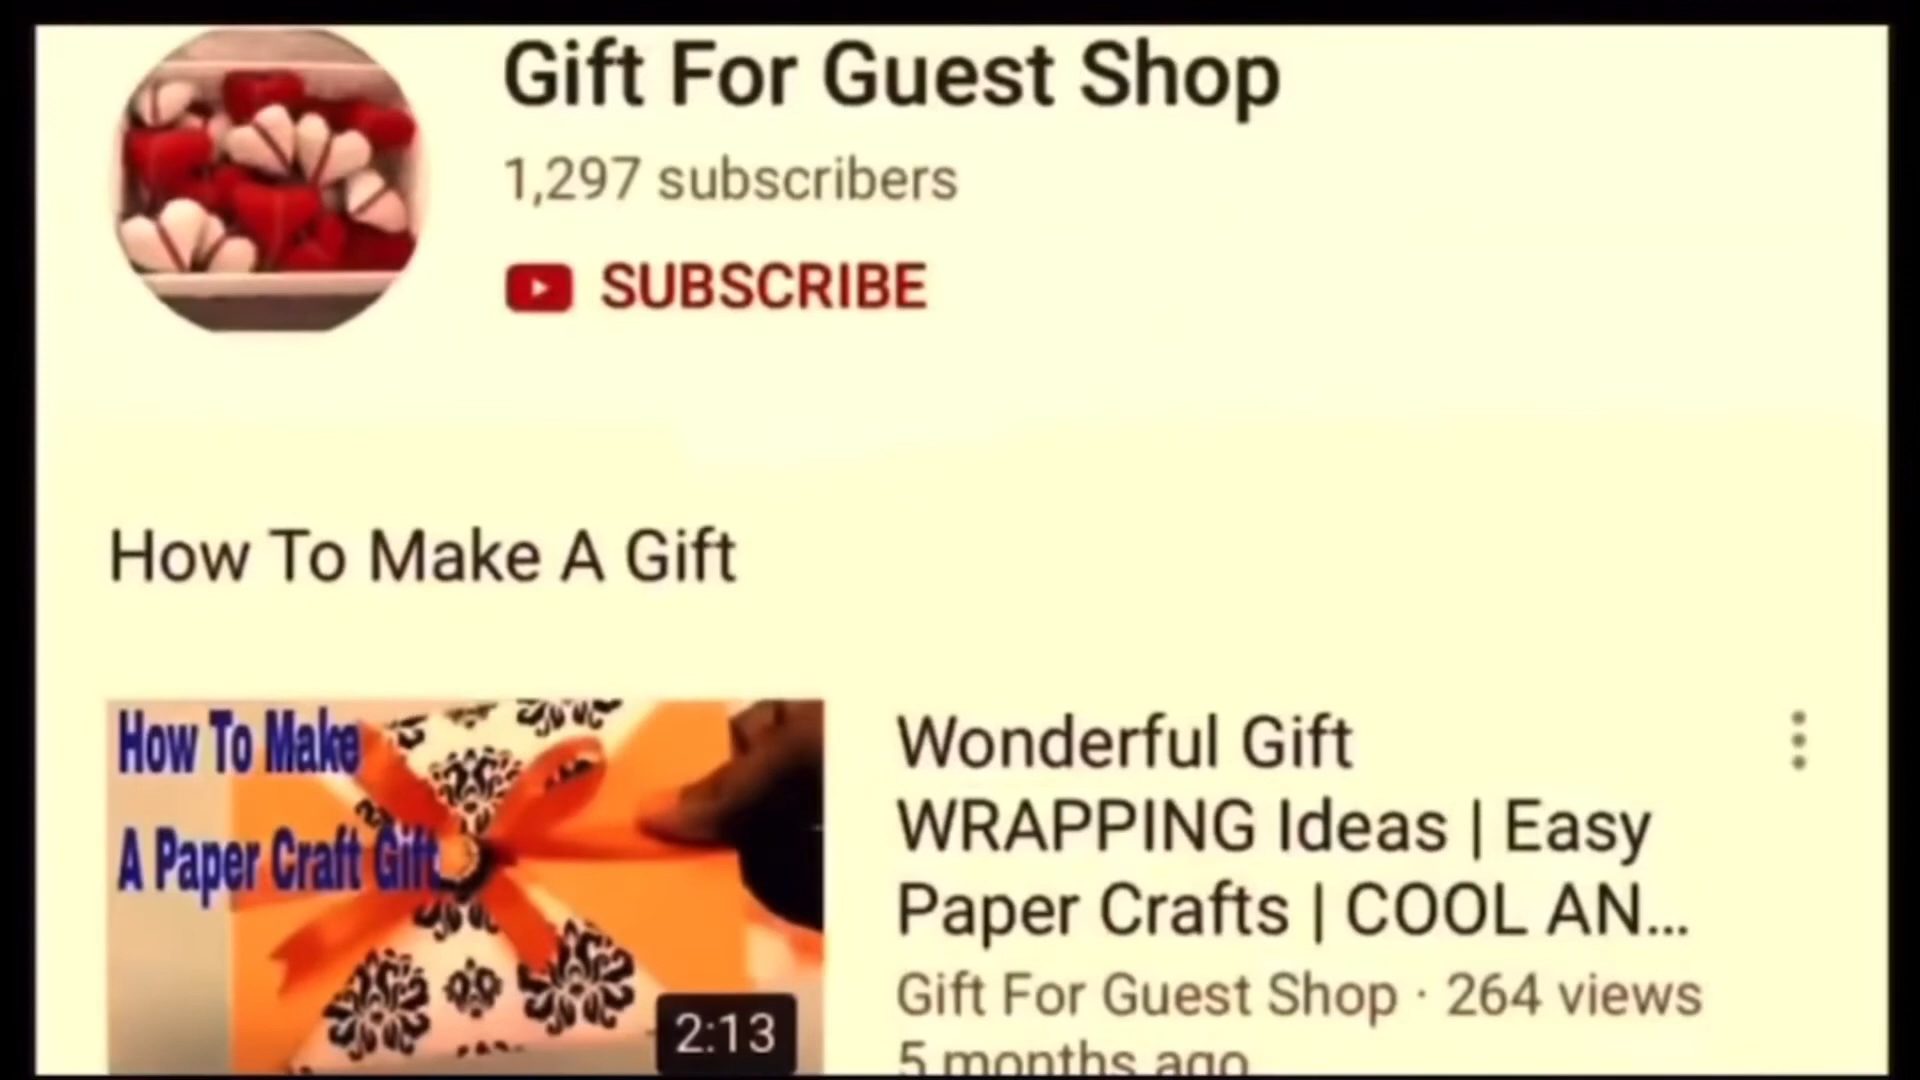 Gift For Guest Shop
1,297 subscribers
SUBSCRIBE
How To Make A Gift
How To Make
A Paper Craft Gift
2:13
Wonderful Gift
WRAPPING Ideas | Easy
Paper Crafts | COOL AN...
Gift For Guest Shop · 264 views
5 months ago